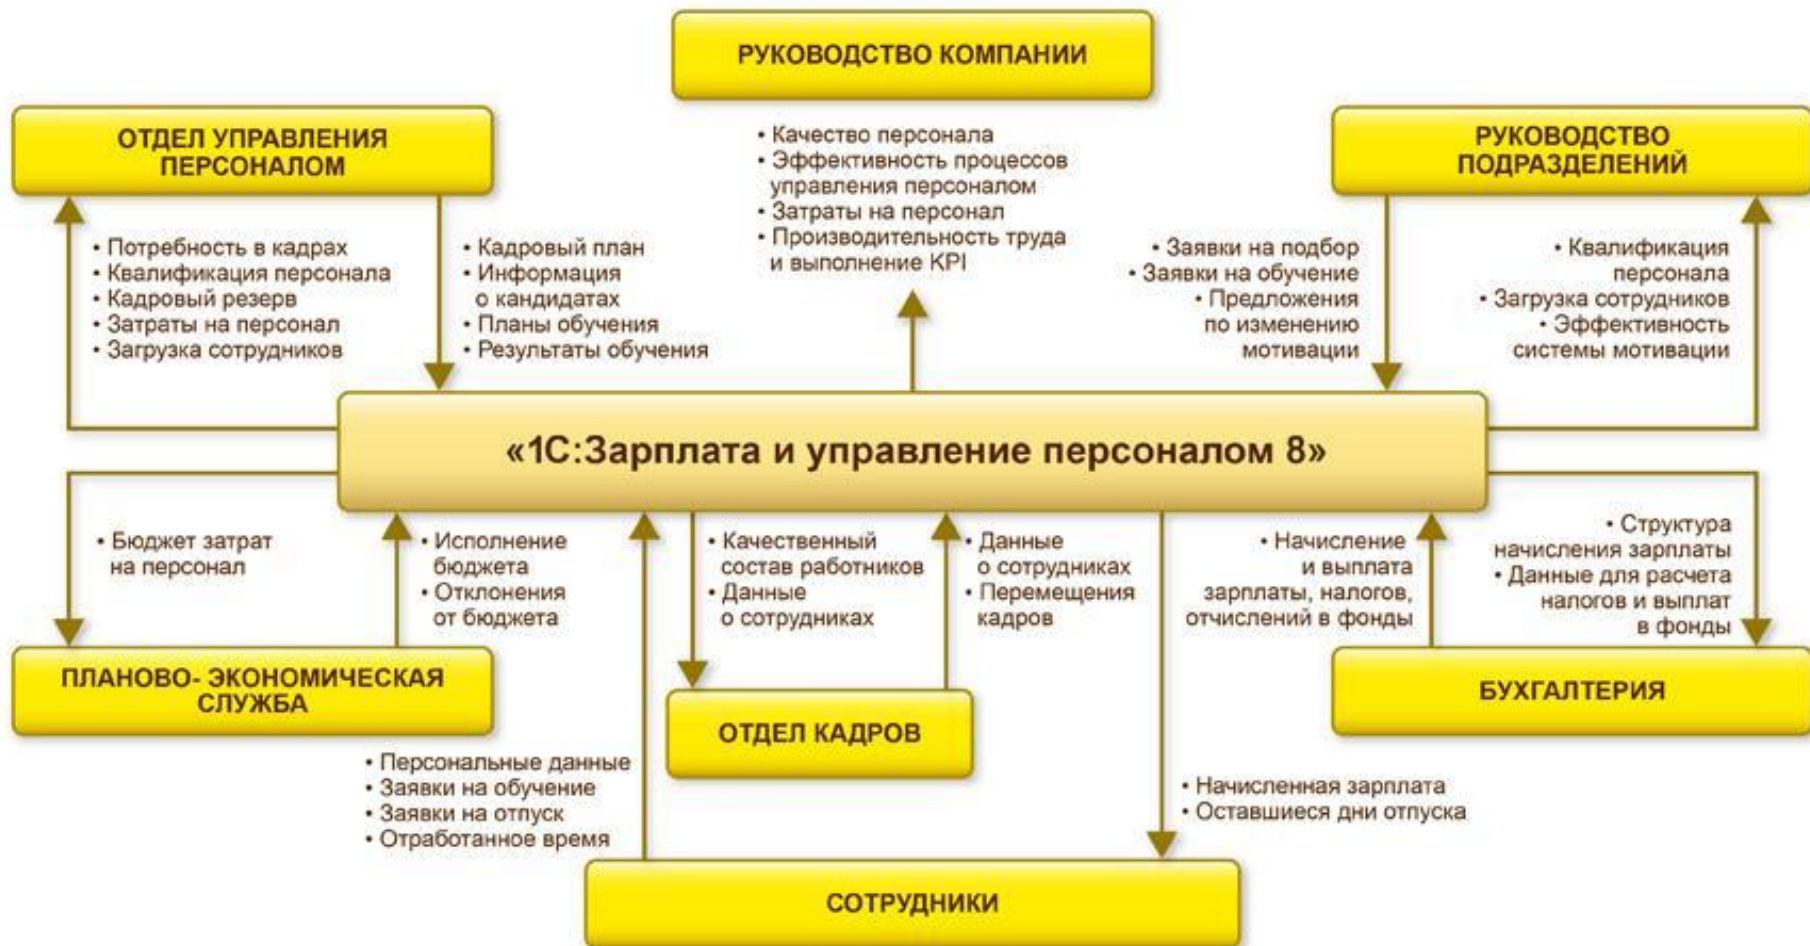 РУКОВОДСТВО КОМПАНИИ
ОТДЕЛ УПРАВЛЕНИЯ
ПЕРСОНАЛОМ
РУКОВОДСТВО
ПОДРАЗДЕЛЕНИЙ
• Потребность в кадрах
• Квалификация персонала
• Кадровый резерв
• Затраты на персонал
• Загрузка сотрудников
• Кадровый план
• Информация
о кандидатах
• Планы обучения
• Результаты обучения
• Качество персонала
• Эффективность процессов
управления персоналом
• Затраты на персонал
• Производительность труда
и выполнение KPI
• Заявки на подбор
• Заявки на обучение
• Предложения
по изменению
мотивации
• Квалификация
персонала
• Загрузка сотрудников
• Эффективность
системы мотивации
«1С:Зарплата и управление персоналом 8»
• Бюджет затрат
на персонал
• Исполнение
бюджета
• Отклонения
от бюджета
• Качественный
состав работников
• Данные
о сотрудниках
• Данные
о сотрудниках
• Перемещения
кадров
• Начисление
и выплата
зарплаты, налогов,
отчислений в фонды
• Структура
начисления зарплаты
• Данные для расчета
налогов и выплат
в фонды
ПЛАНОВО- ЭКОНОМИЧЕСКАЯ
СЛУЖБА
ОТДЕЛ КАДРОВ
БУХГАЛТЕРИЯ
• Персональные данные
• Заявки на обучение
• Заявки на отпуск
• Отработанное время
• Начисленная зарплата
• Оставшиеся дни отпуска
СОТРУДНИКИ